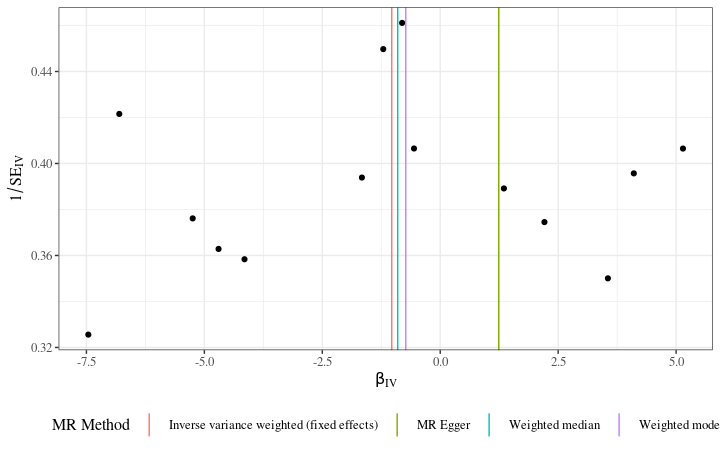 0.44
0.40
0.36
0.32
1/SE_IV
-7.5 -5.0 -2.5 0.0 2.5 5.0
β_IV
MR Method Inverse variance weighted (fixed effects) MR Egger Weighted median Weighted mode